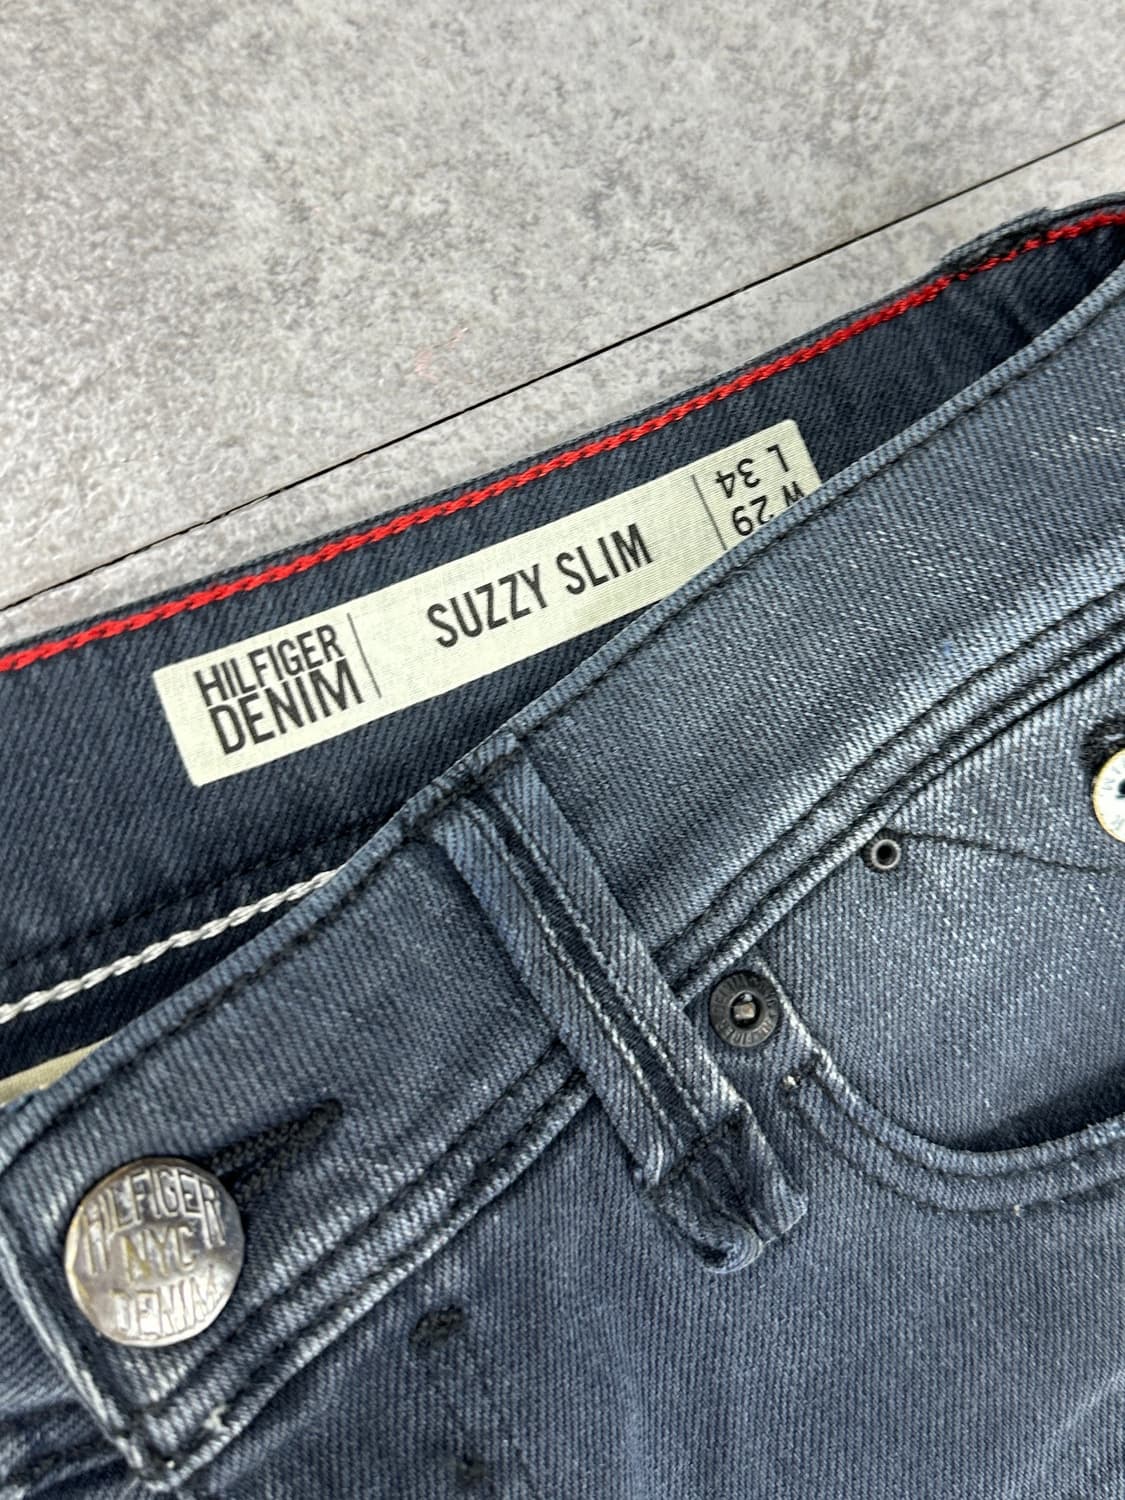 HILFIGER
DENIM
SUZZY SLIM
W 29
L 34
HILFIGER
NYC
DENIM